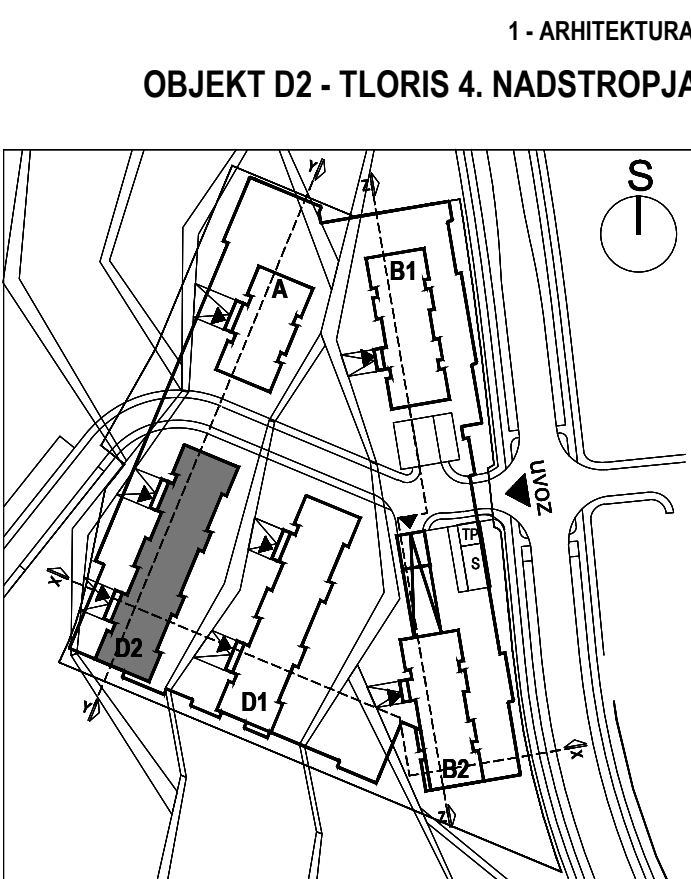 1 - ARHITEKTURA
OBJEKT D2 - TLORIS 4. NADSTROPJA
S
Y
Z
A
B1
UVOZ
TP
S
X
D2
D1
Y
B2
X
Z